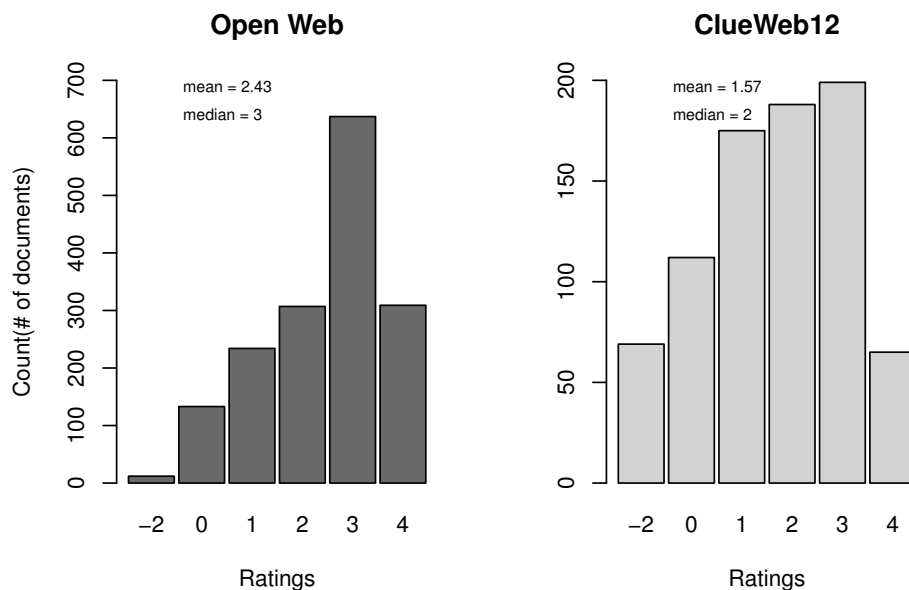 Open Web
mean = 2.43
median = 3
Count(# of documents)
700
600
500
400
300
200
100
0
−2 0 1 2 3 4
Ratings
ClueWeb12
mean = 1.57
median = 2
200
150
100
50
0
−2 0 1 2 3 4
Ratings